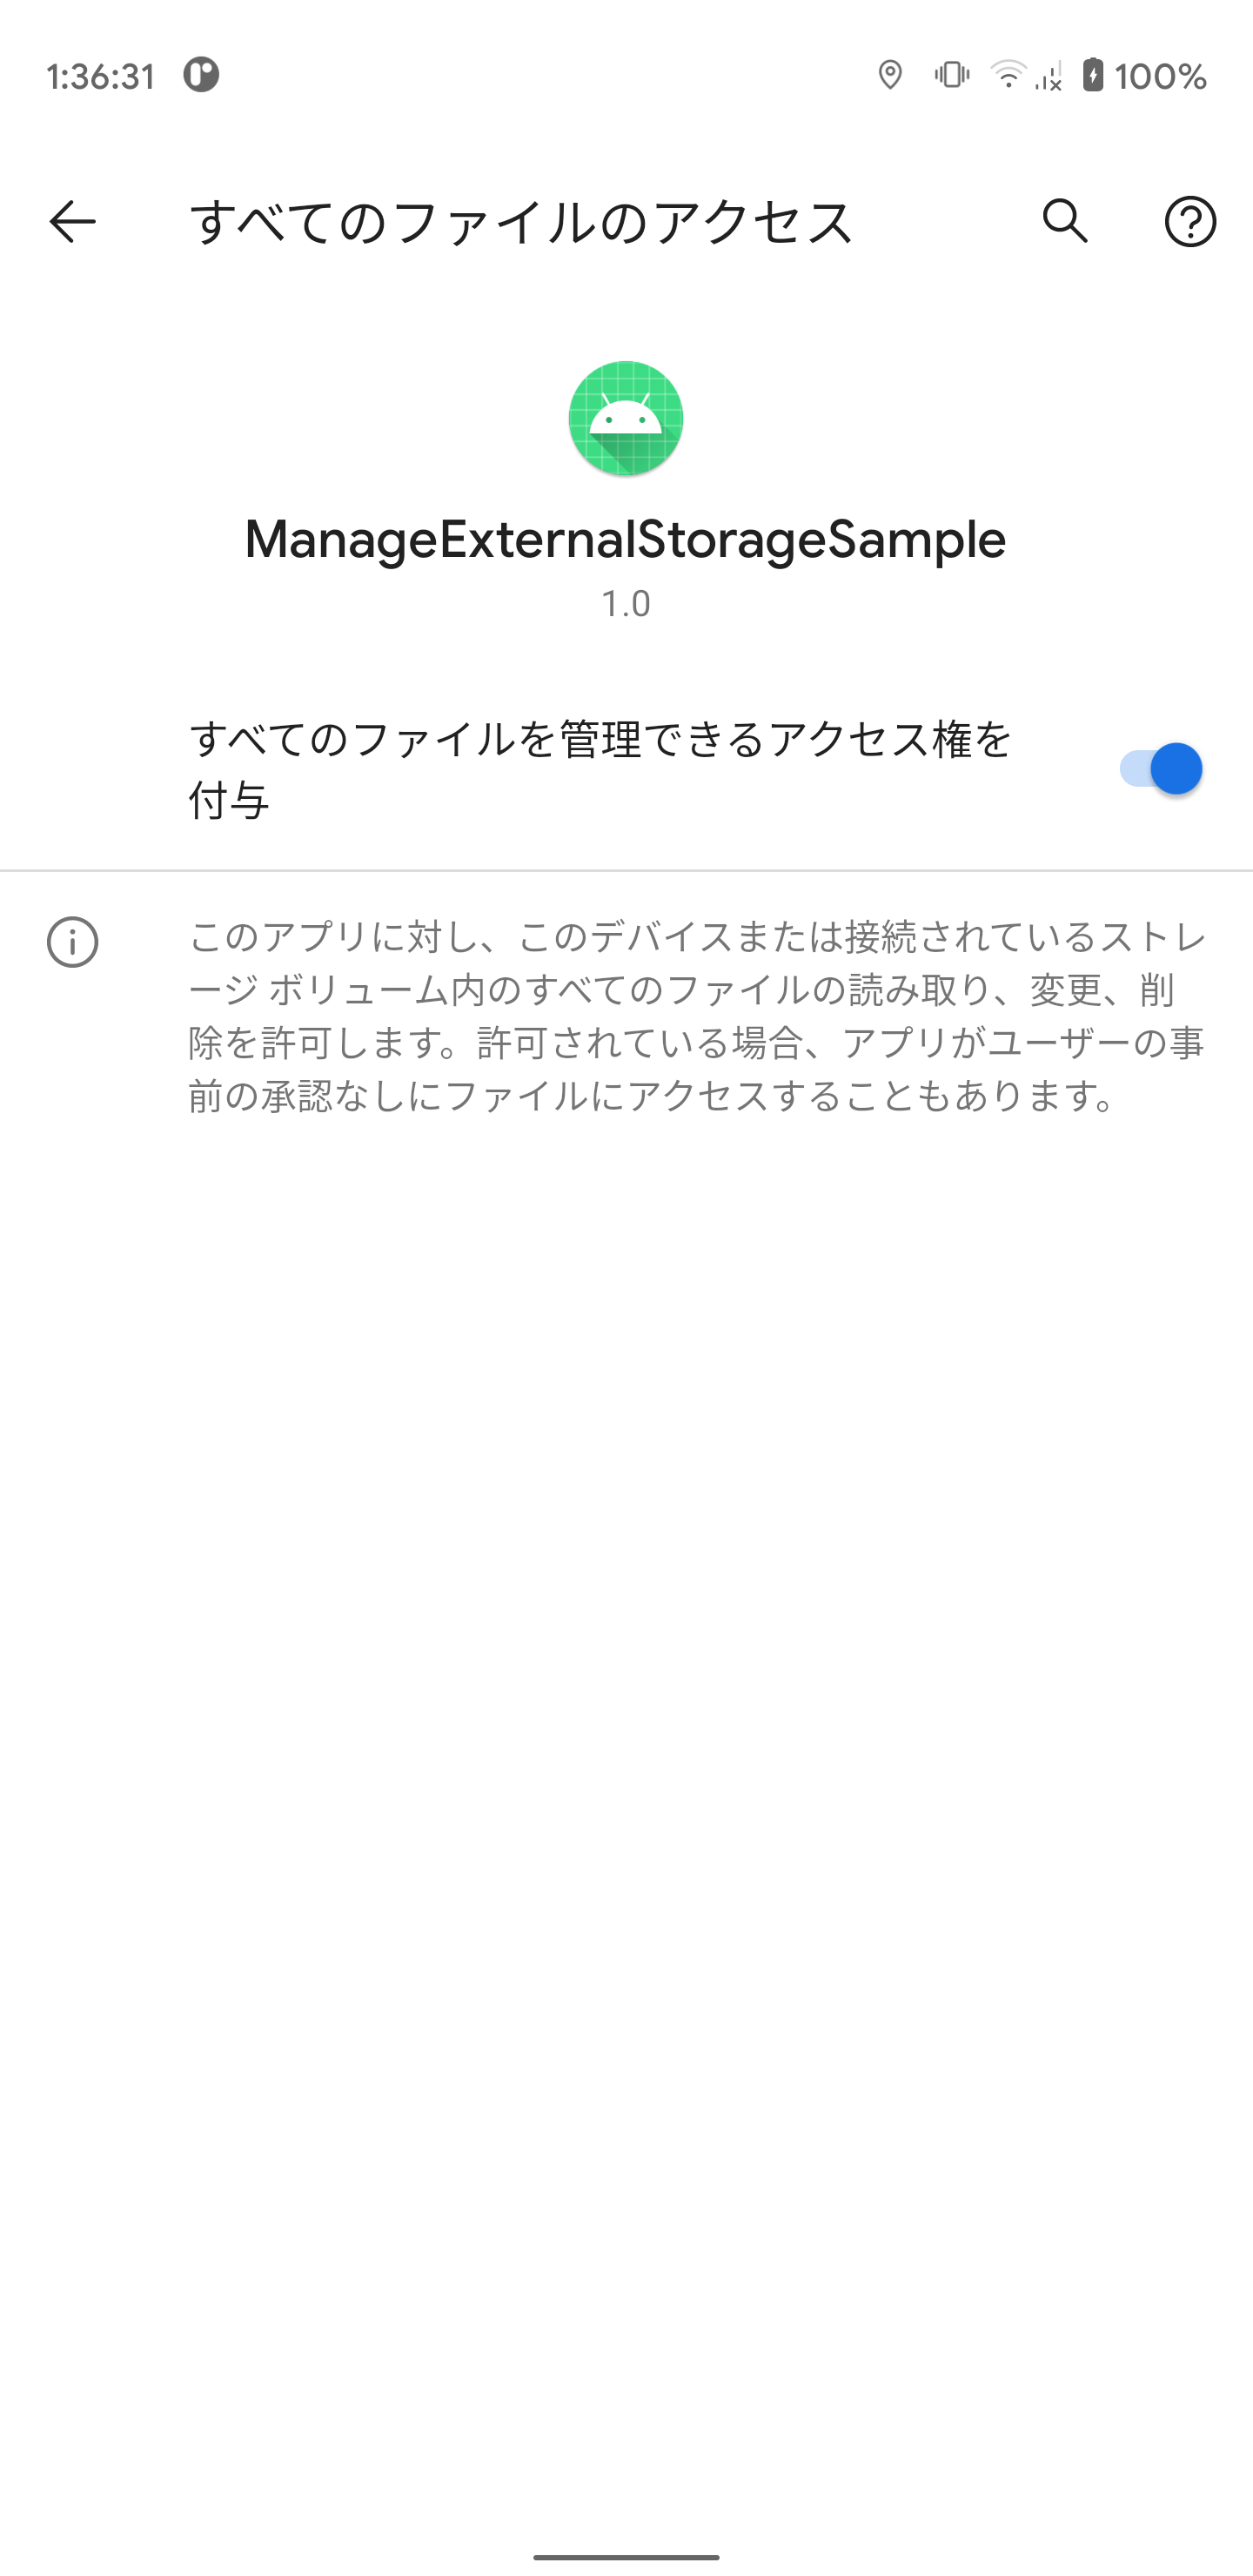 1:36:31
100%
すべてのファイルのアクセス
ManageExternalStorageSample
1.0
すべてのファイルを管理できるアクセス権を
付与
このアプリに対し、このデバイスまたは接続されているストレ
ージ ボリューム内のすべてのファイルの読み取り、変更、削
除を許可します。許可されている場合、アプリがユーザーの事
前の承認なしにファイルにアクセスすることもあります。